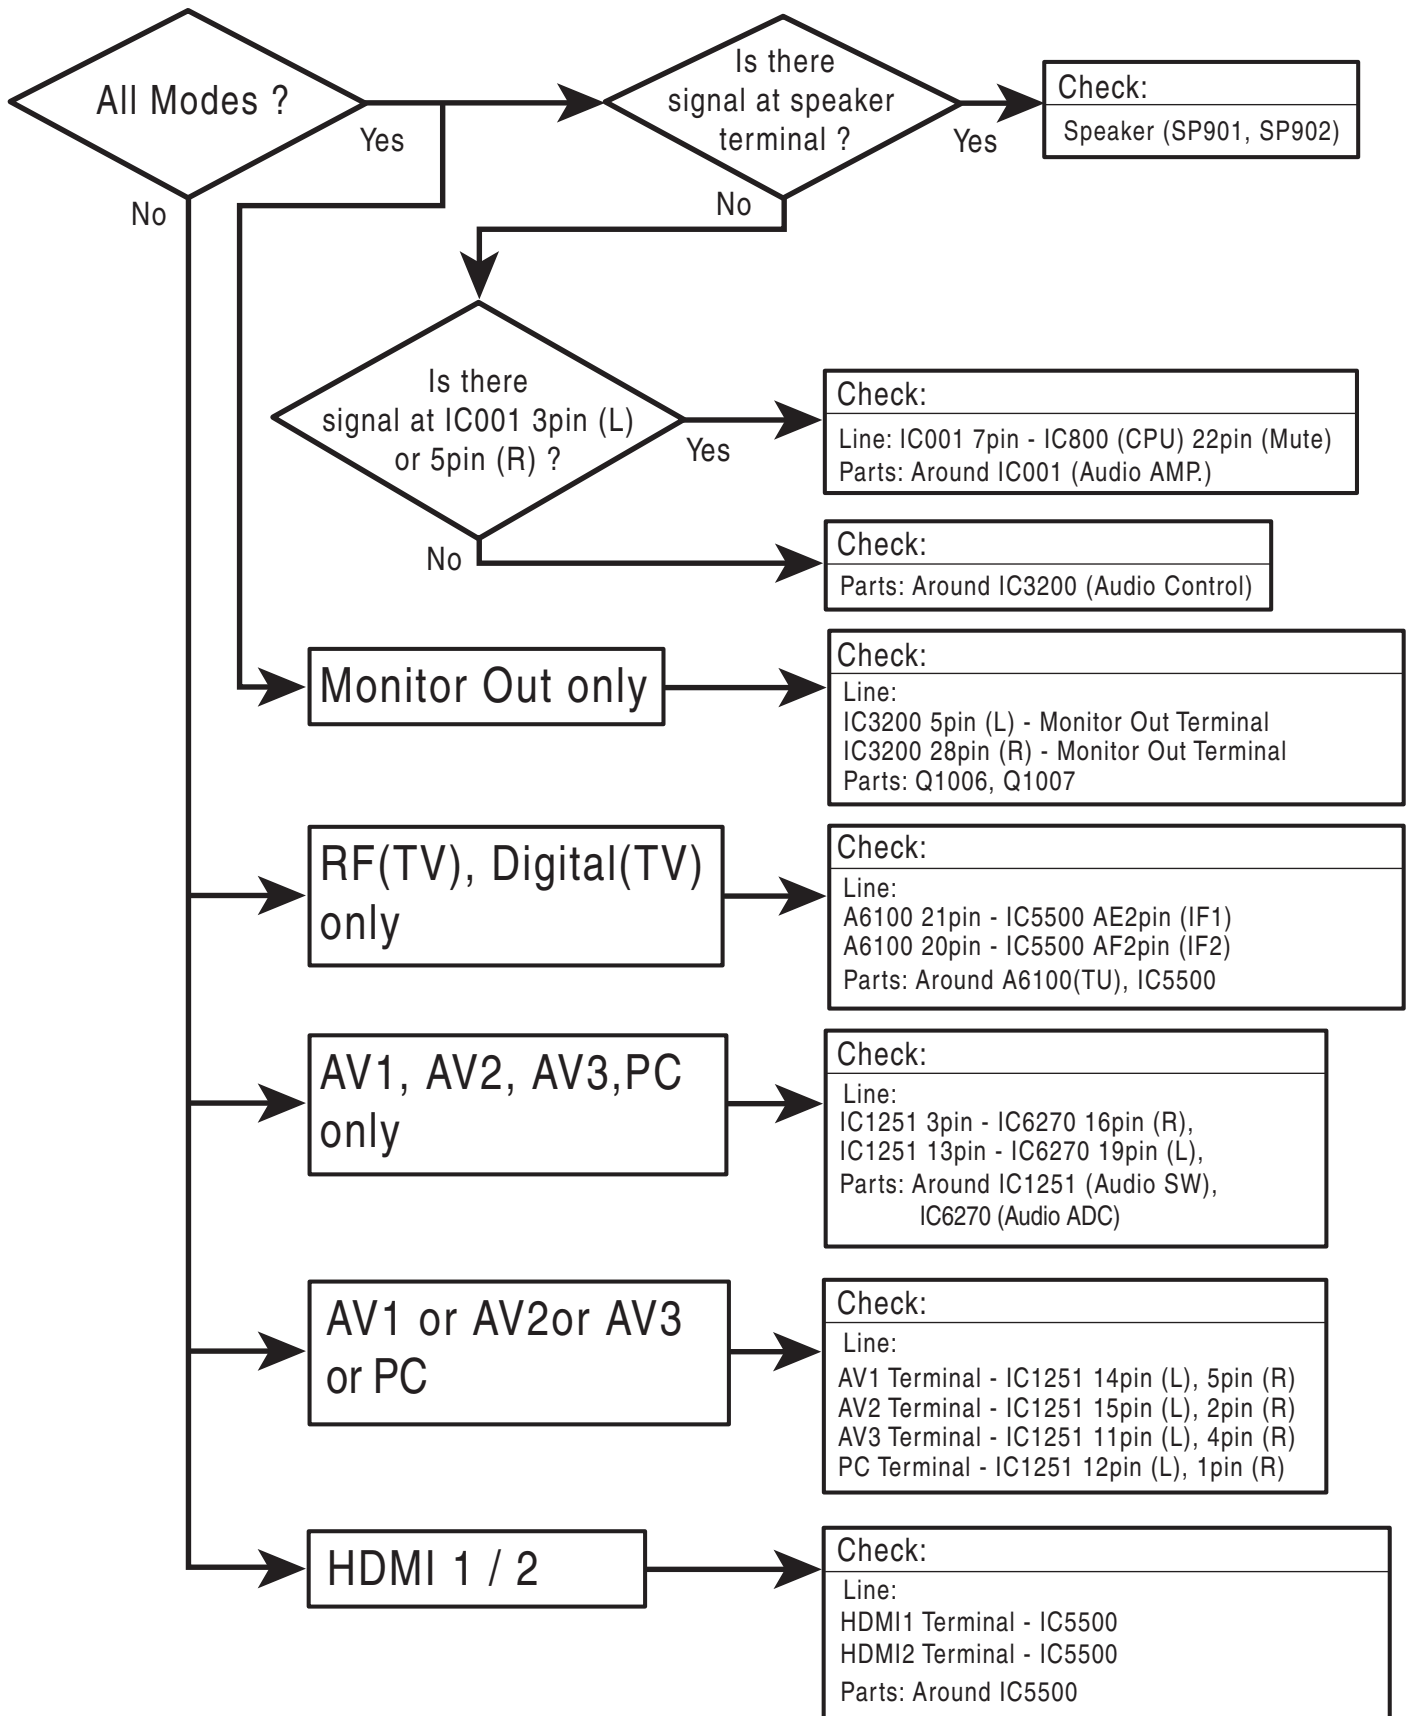 All Modes ?
Yes
No
Is there
signal at speaker
terminal ?
Yes
No
Check:
Speaker (SP901, SP902)
Is there
signal at IC001 3pin (L)
or 5pin (R) ?
Yes
No
Check:
Line: IC001 7pin - IC800 (CPU) 22pin (Mute)
Parts: Around IC001 (Audio AMP.)
Check:
Parts: Around IC3200 (Audio Control)
Monitor Out only
Check:
Line:
IC3200 5pin (L) - Monitor Out Terminal
IC3200 28pin (R) - Monitor Out Terminal
Parts: Q1006, Q1007
RF(TV), Digital(TV)
only
Check:
Line:
A6100 21pin - IC5500 AE2pin (IF1)
A6100 20pin - IC5500 AF2pin (IF2)
Parts: Around A6100(TU), IC5500
AV1, AV2, AV3,PC
only
Check:
Line:
IC1251 3pin - IC6270 16pin (R),
IC1251 13pin - IC6270 19pin (L),
Parts: Around IC1251 (Audio SW),
IC6270 (Audio ADC)
AV1 or AV2or AV3
or PC
Check:
Line:
AV1 Terminal - IC1251 14pin (L), 5pin (R)
AV2 Terminal - IC1251 15pin (L), 2pin (R)
AV3 Terminal - IC1251 11pin (L), 4pin (R)
PC Terminal - IC1251 12pin (L), 1pin (R)
HDMI 1 / 2
Check:
Line:
HDMI1 Terminal - IC5500
HDMI2 Terminal - IC5500
Parts: Around IC5500